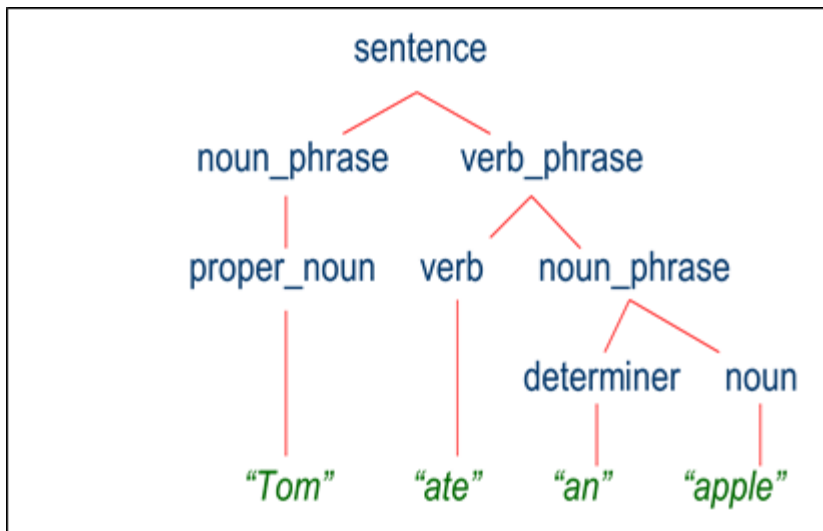 sentence
noun_phrase verb_phrase
proper_noun verb noun_phrase
determiner noun
“Tom” “ate” “an” “apple”